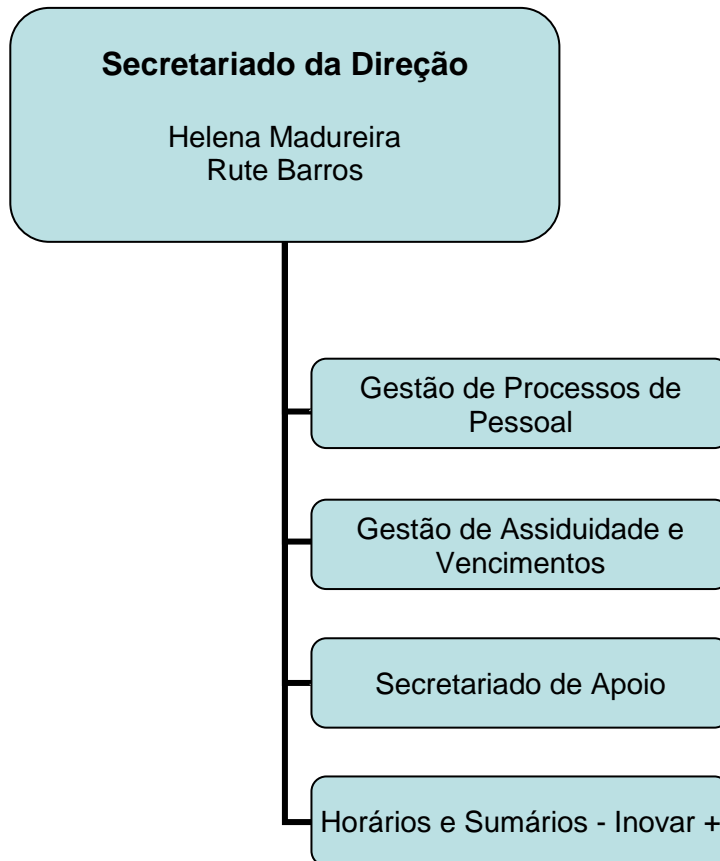 Secretariado da Direção
Helena Madureira
Rute Barros
Gestão de Processos de
Pessoal
Gestão de Assiduidade e
Vencimentos
Secretariado de Apoio
Horários e Sumários - Inovar +